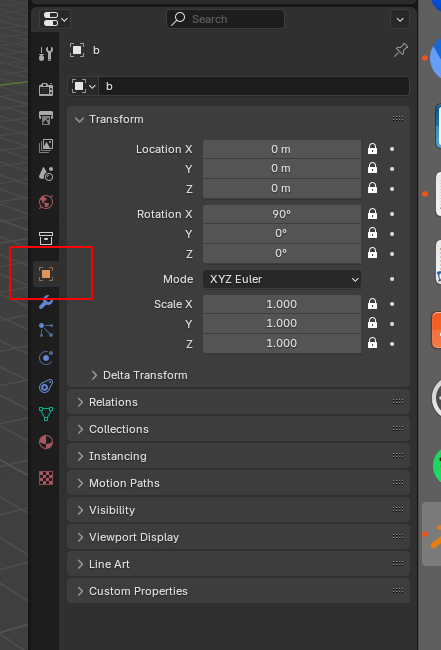 Search
b
b
Transform
Location X 0 m
Y 0 m
Z 0 m
Rotation X 90°
Y 0°
Z 0°
Mode XYZ Euler
Scale X 1.000
Y 1.000
Z 1.000
Delta Transform
Relations
Collections
Instancing
Motion Paths
Visibility
Viewport Display
Line Art
Custom Properties